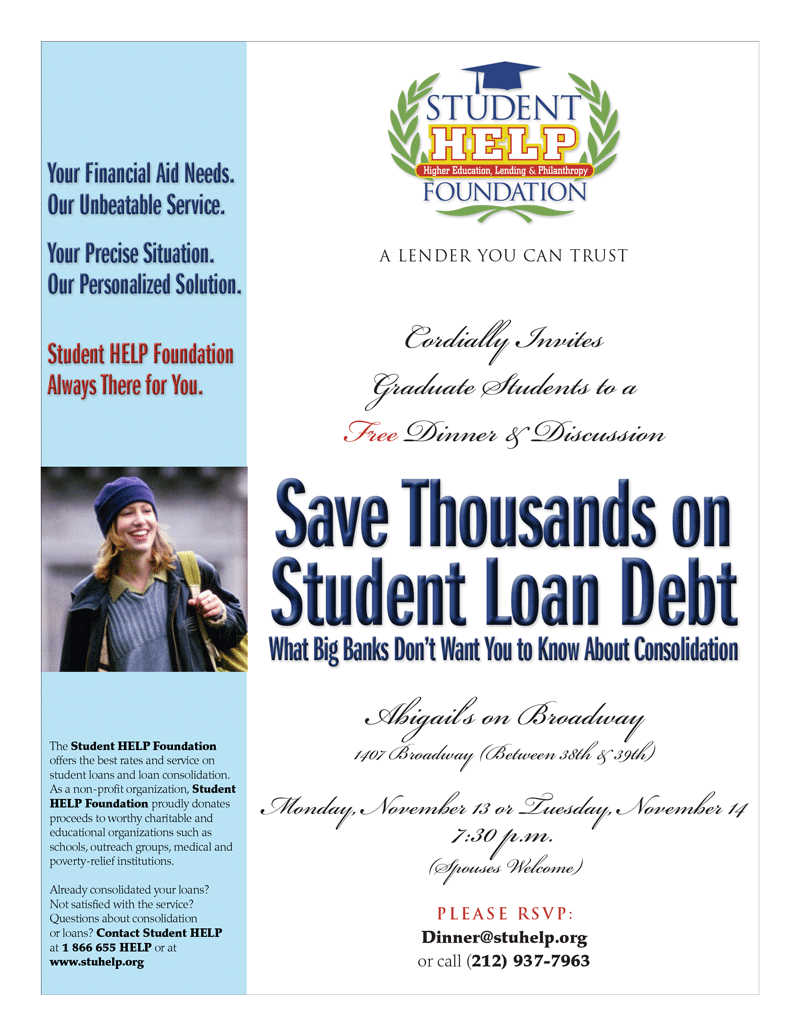 Your Financial Aid Needs.
Our Unbeatable Service.
Your Precise Situation.
Our Personalized Solution.
Student HELP Foundation
Always There for You.
The Student HELP Foundation
offers the best rates and service on
student loans and loan consolidation.
As a non-profit organization, Student
HELP Foundation proudly donates
proceeds to worthy charitable and
educational organizations such as
schools, outreach groups, medical and
poverty-relief institutions.
Already consolidated your loans?
Not satisfied with the service?
Questions about consolidation
or loans? Contact Student HELP
at 1 866 655 HELP or at
www.stuhelp.org
STUDENT
HELP
Higher Education, Lending & Philanthropy
FOUNDATION
A LENDER YOU CAN TRUST
Cordially Invites
Graduate Students to a
Free Dinner & Discussion
Save Thousands on
Student Loan Debt
What Big Banks Don't Want You to Know About Consolidation
Abigail's on Broadway
1407 Broadway (Between 38th & 39th)
Monday, November 13 or Tuesday, November 14
7:30 p.m.
(Spouses Welcome)
PLEASE RSVP:
Dinner@stuhelp.org
or call (212) 937-7963